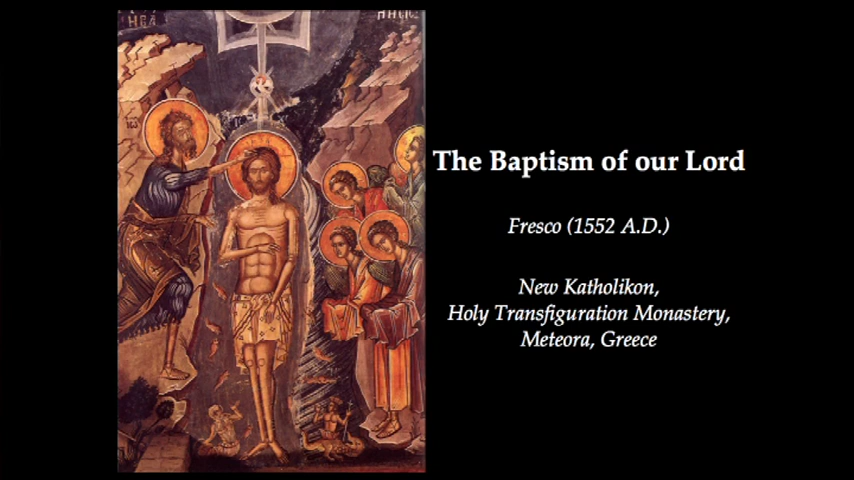 The Baptism of our Lord
Fresco (1552 A.D.)
New Katholikon,
Holy Transfiguration Monastery,
Meteora, Greece